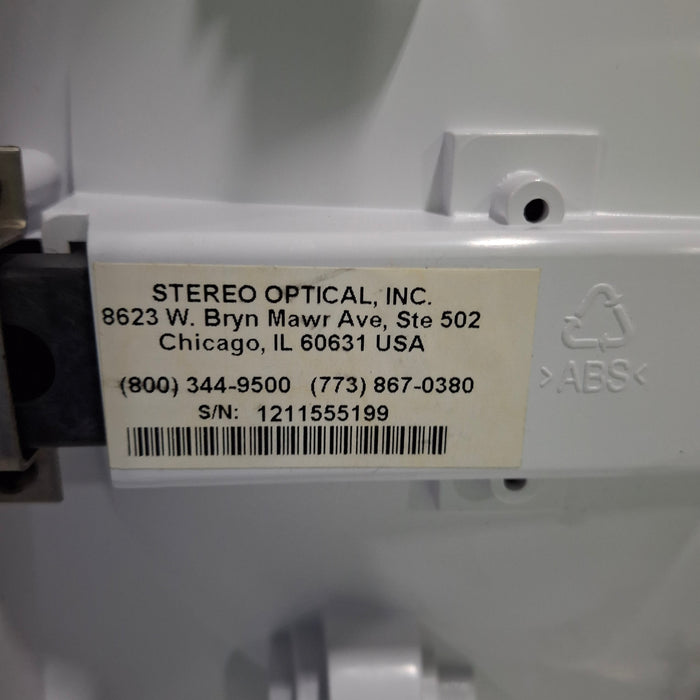 STEREO OPTICAL, INC.
8623 W. Bryn Mawr Ave, Ste 502
Chicago, IL 60631 USA
(800) 344-9500 (773) 867-0380
S/N: 1211555199
>ABS<